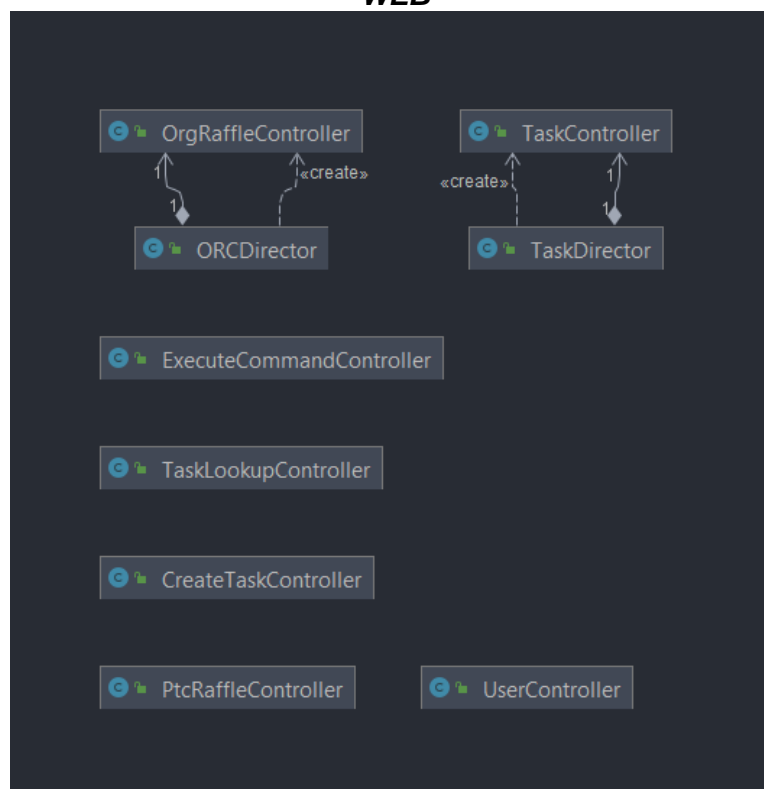 WEB
OrgRaffleController
TaskController
1
«create»
«create»
1
1
1
ORCDirector
TaskDirector
ExecuteCommandController
TaskLookupController
CreateTaskController
PtcRaffleController
UserController